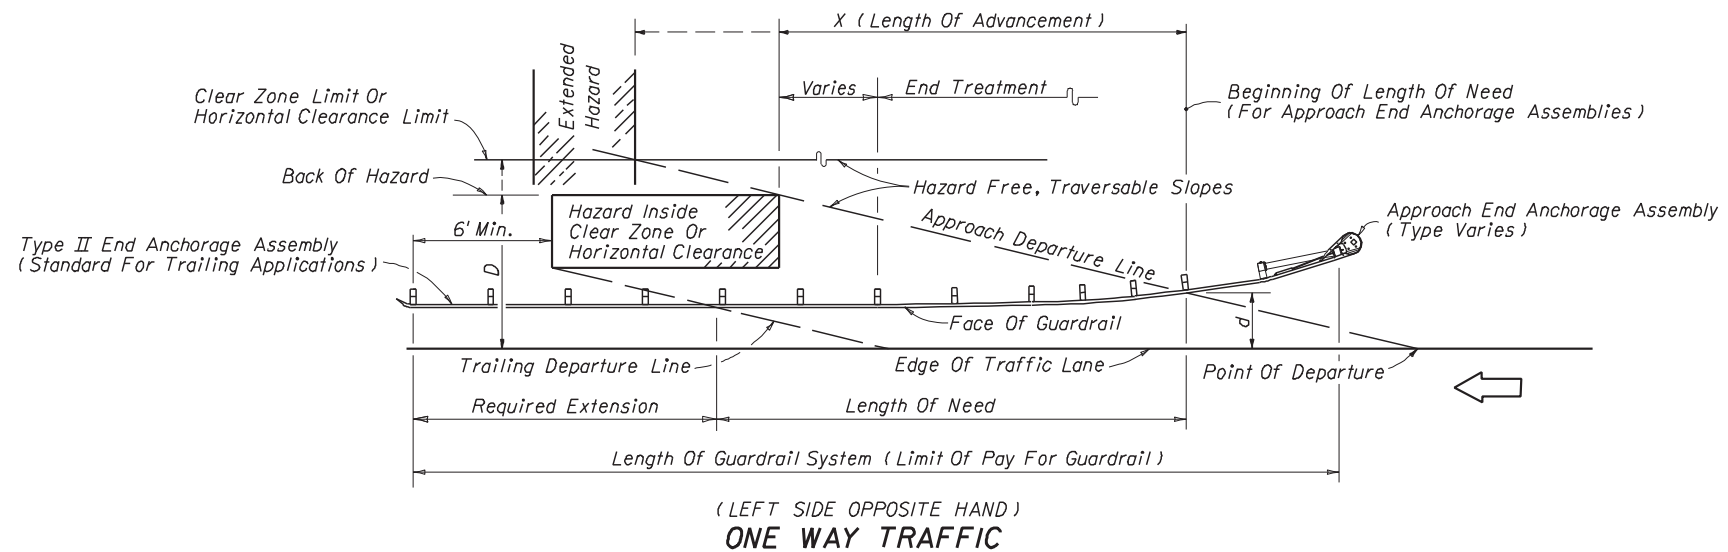 X ( Length Of Advancement )
Extended
Hazard
Varies
End Treatment
Clear Zone Limit Or
Horizontal Clearance Limit
Beginning Of Length Of Need
( For Approach End Anchorage Assemblies )
Back Of Hazard
Hazard Free, Traversable Slopes
Hazard Inside
Clear Zone Or
Horizontal Clearance
6' Min.
Approach Departure Line
Approach End Anchorage Assembly
( Type Varies )
Type II End Anchorage Assembly
( Standard For Trailing Applications )
D
d
Face Of Guardrail
Trailing Departure Line
Edge Of Traffic Lane
Point Of Departure
Required Extension
Length Of Need
Length Of Guardrail System ( Limit Of Pay For Guardrail )
( LEFT SIDE OPPOSITE HAND )
ONE WAY TRAFFIC